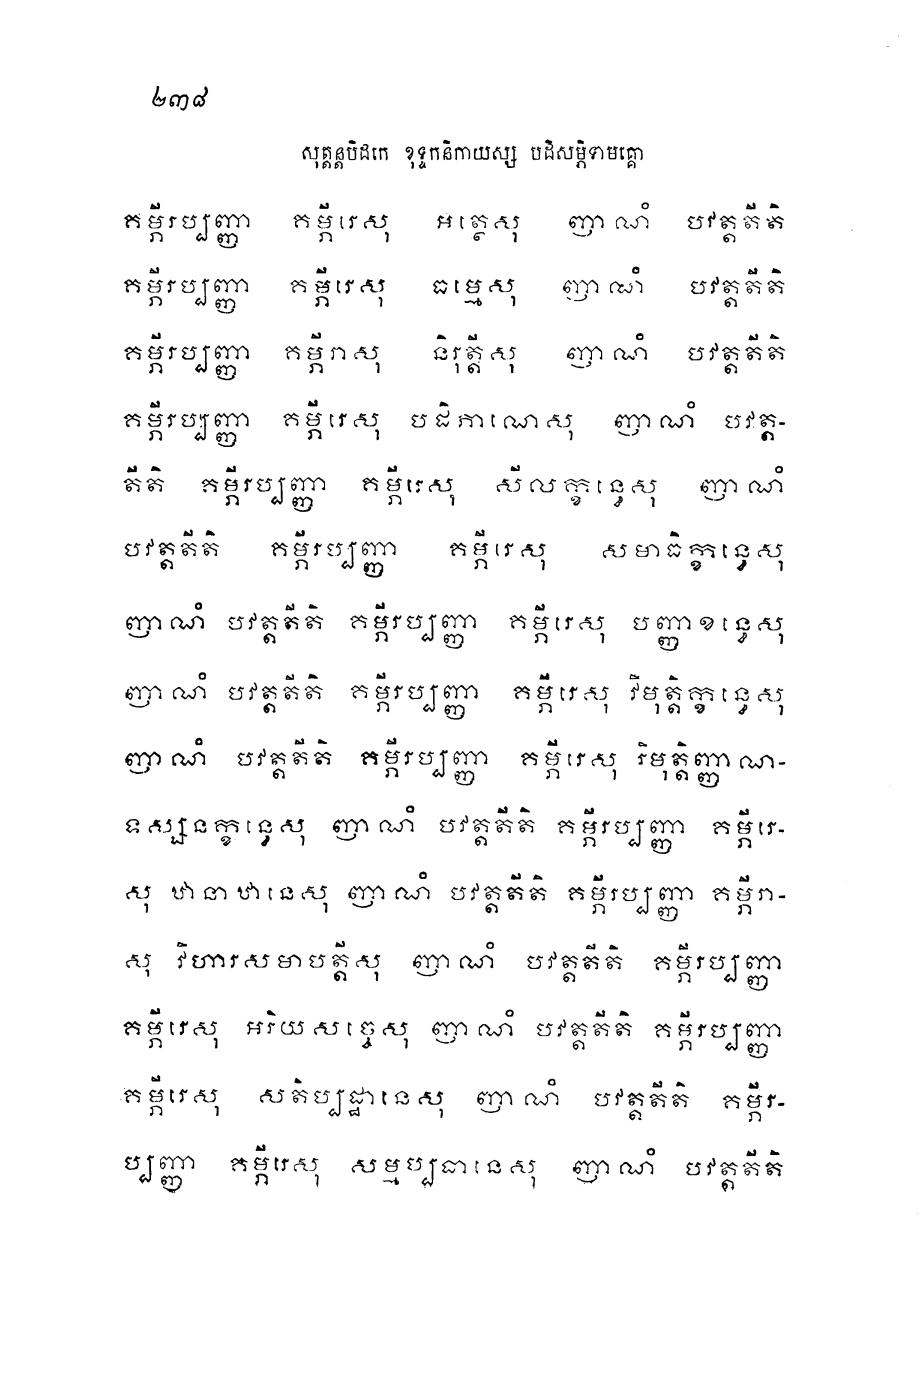 ២៣៨
សុត្តន្តបិដកេ ខុទ្ទកនិកាយស្ស បដិសម្ភិទាមគ្គោ
គម្ភីរប្បញ្ញា គម្ភីរេសុ អត្ថេសុ ញាណំ បវត្តតីតិ
គម្ភីរប្បញ្ញា គម្ភីរេសុ ធម្មេសុ ញាណំ បវត្តតីតិ
គម្ភីរប្បញ្ញា គម្ភីរាសុ និរុត្តីសុ ញាណំ បវត្តតីតិ
គម្ភីរប្បញ្ញា គម្ភីរេសុ បដិភាណេសុ ញាណំ បវត្ត-
តីតិ គម្ភីរប្បញ្ញា គម្ភីរេសុ សីលក្ខន្ធេសុ ញាណំ
បវត្តតីតិ គម្ភីរប្បញ្ញា គម្ភីរេសុ សមាធិក្ខន្ធេសុ
ញាណំ បវត្តតីតិ គម្ភីរប្បញ្ញា គម្ភីរេសុ បញ្ញាខន្ធេសុ
ញាណំ បវត្តតីតិ គម្ភីរប្បញ្ញា គម្ភីរេសុ វិមុត្តិក្ខន្ធេសុ
ញាណំ បវត្តតីតិ គម្ភីរប្បញ្ញា គម្ភីរេសុ វិមុត្តិញ្ញាណ-
ទស្សនក្ខន្ធេសុ ញាណំ បវត្តតីតិ គម្ភីរប្បញ្ញា គម្ភីរេ-
សុ ឋានាឋានេសុ ញាណំ បវត្តតីតិ គម្ភីរប្បញ្ញា គម្ភីរា-
សុ វិហារសមាបត្តីសុ ញាណំ បវត្តតីតិ គម្ភីរប្បញ្ញា
គម្ភីរេសុ អរិយសច្ចេសុ ញាណំ បវត្តតីតិ គម្ភីរប្បញ្ញា
គម្ភីរេសុ សតិប្បដ្ឋានេសុ ញាណំ បវត្តតីតិ គម្ភីរ-
ប្បញ្ញា គម្ភីរេសុ សម្មប្បធានេសុ ញាណំ បវត្តតីតិ